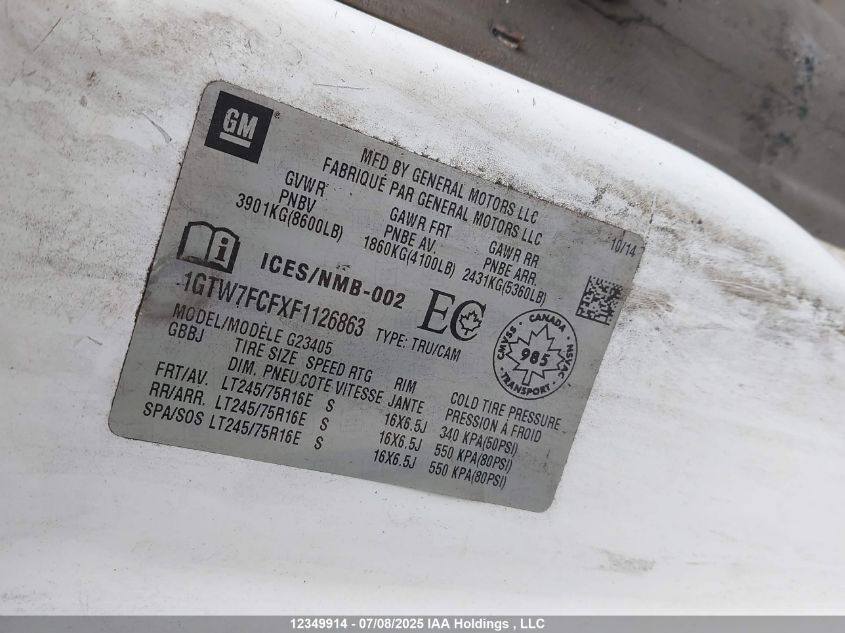 GM
MFD BY GENERAL MOTORS LLC
FABRIQUÉ PAR GENERAL MOTORS LLC
10/14
GVWR
PNBV
3901KG(8600LB)
GAWR FRT
PNBE AV.
1860KG(4100LB)
GAWR RR
PNBE ARR.
2431KG(5360LB)
i
ICES/NMB-002
EC
1GTW7FCFXF1126863
TYPE: TRU/CAM
CMVSS · CANADA · NSVAC · TRANSPORT
985
MODEL/MODÈLE G23405
GBBJ
TIRE SIZE SPEED RTG RIM COLD TIRE PRESSURE
DIM. PNEU COTE VITESSE JANTE PRESSION À FROID
FRT/AV. LT245/75R16E S 16X6.5J 340 KPA(50PSI)
RR/ARR. LT245/75R16E S 16X6.5J 550 KPA(80PSI)
SPA/SOS LT245/75R16E S 16X6.5J 550 KPA(80PSI)
12349914 - 07/08/2025 IAA Holdings , LLC